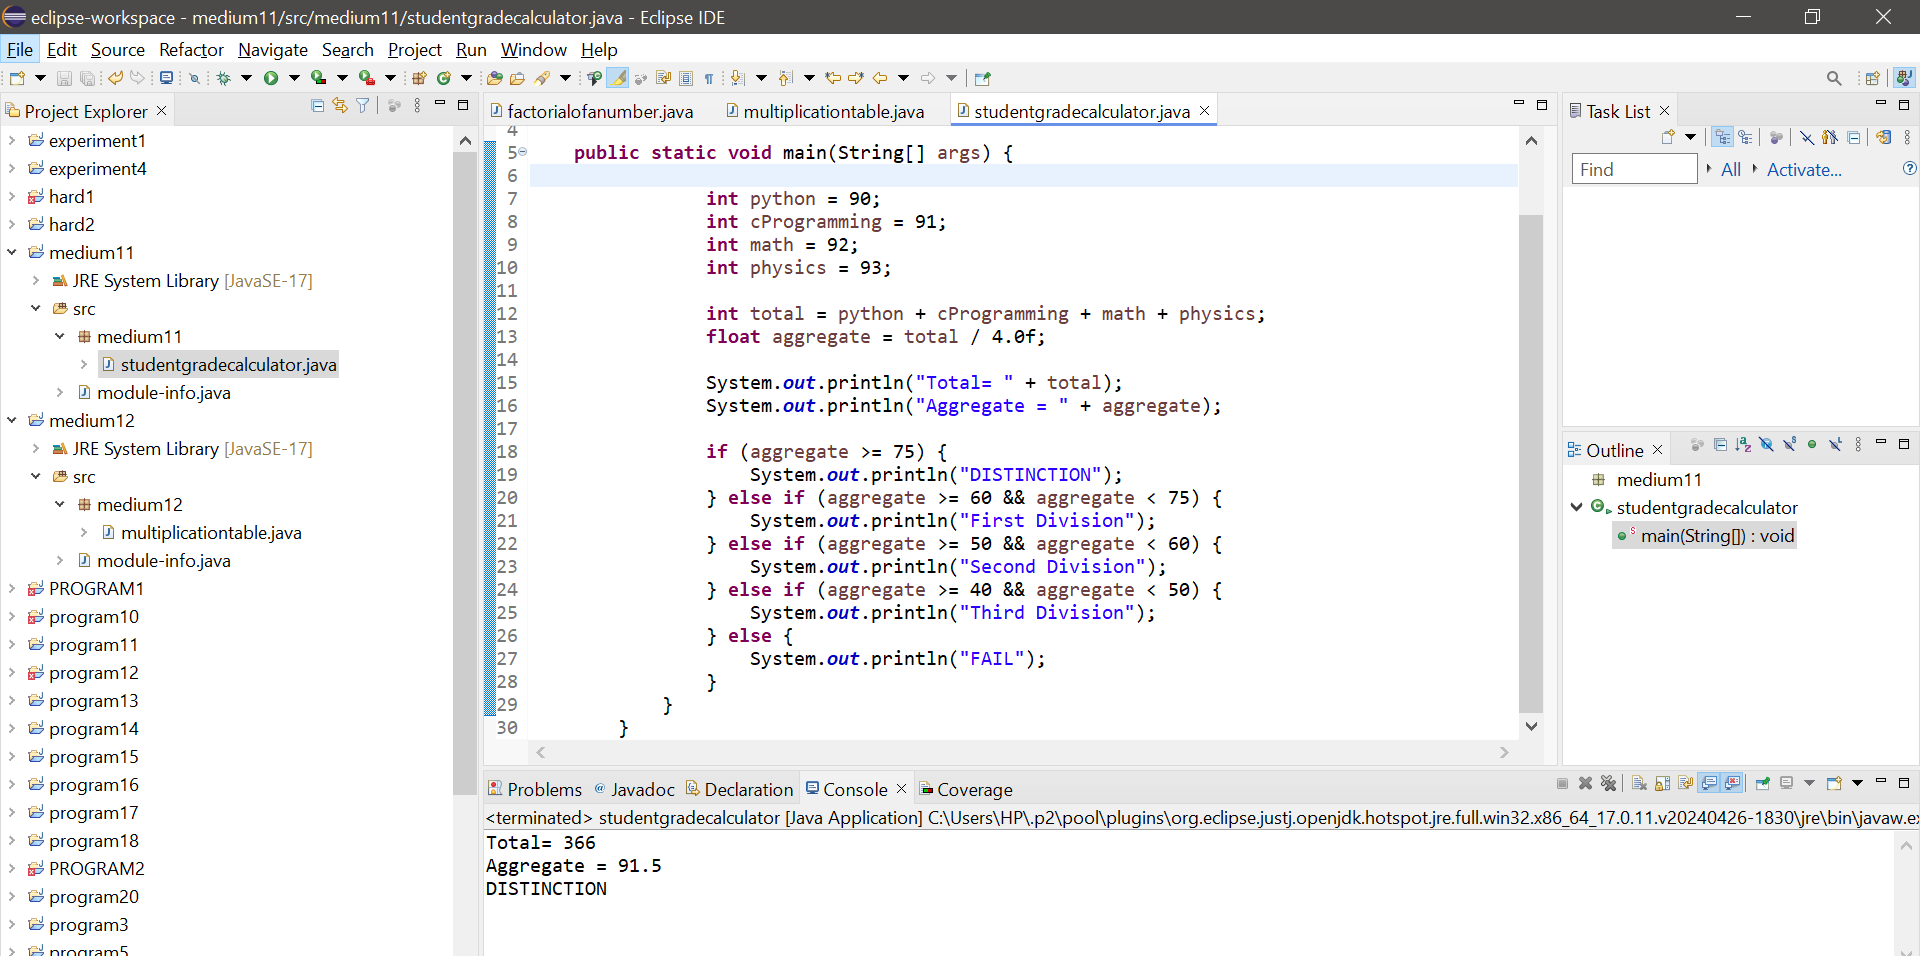 eclipse-workspace - medium11/src/medium11/studentgradecalculator.java - Eclipse IDE
File Edit Source Refactor Navigate Search Project Run Window Help
Project Explorer
experiment1
experiment4
hard1
hard2
medium11
JRE System Library [JavaSE-17]
src
medium11
studentgradecalculator.java
module-info.java
medium12
JRE System Library [JavaSE-17]
src
medium12
multiplicationtable.java
module-info.java
PROGRAM1
program10
program11
program12
program13
program14
program15
program16
program17
program18
PROGRAM2
program20
program3
program5
factorialofanumber.java multiplicationtable.java studentgradecalculator.java
4
5 public static void main(String[] args) {
6
7 int python = 90;
8 int cProgramming = 91;
9 int math = 92;
10 int physics = 93;
11
12 int total = python + cProgramming + math + physics;
13 float aggregate = total / 4.0f;
14
15 System.out.println("Total= " + total);
16 System.out.println("Aggregate = " + aggregate);
17
18 if (aggregate >= 75) {
19 System.out.println("DISTINCTION");
20 } else if (aggregate >= 60 && aggregate < 75) {
21 System.out.println("First Division");
22 } else if (aggregate >= 50 && aggregate < 60) {
23 System.out.println("Second Division");
24 } else if (aggregate >= 40 && aggregate < 50) {
25 System.out.println("Third Division");
26 } else {
27 System.out.println("FAIL");
28 }
29 }
30 }
Task List
Find All Activate...
Outline
medium11
studentgradecalculator
main(String[]) : void
Problems Javadoc Declaration Console Coverage
<terminated> studentgradecalculator [Java Application] C:\Users\HP\.p2\pool\plugins\org.eclipse.justj.openjdk.hotspot.jre.full.win32.x86_64_17.0.11.v20240426-1830\jre\bin\javaw.e
Total= 366
Aggregate = 91.5
DISTINCTION